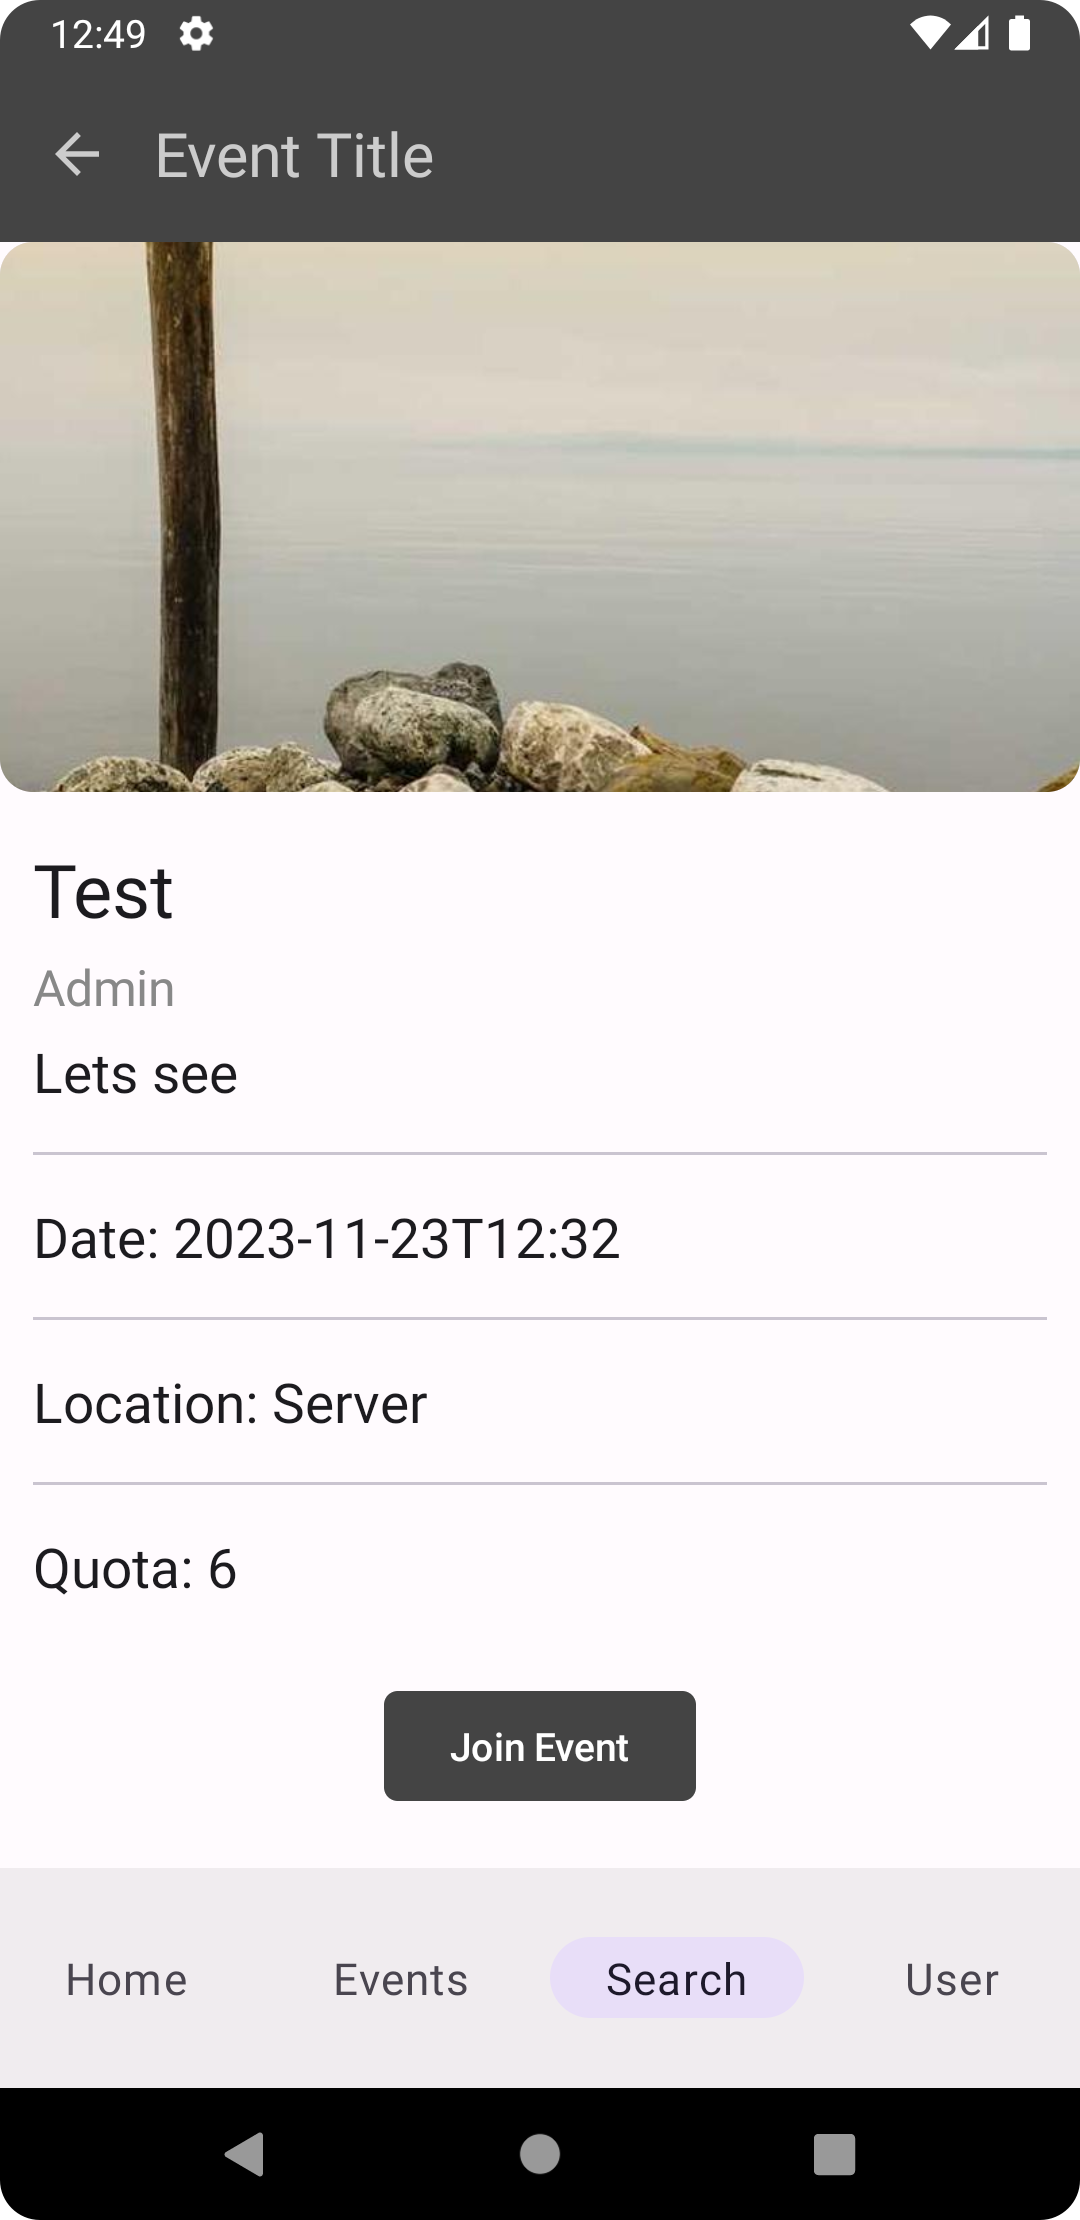 12:49
Event Title
Test
Admin
Lets see
Date: 2023-11-23T12:32
Location: Server
Quota: 6
Join Event
Home Events Search User